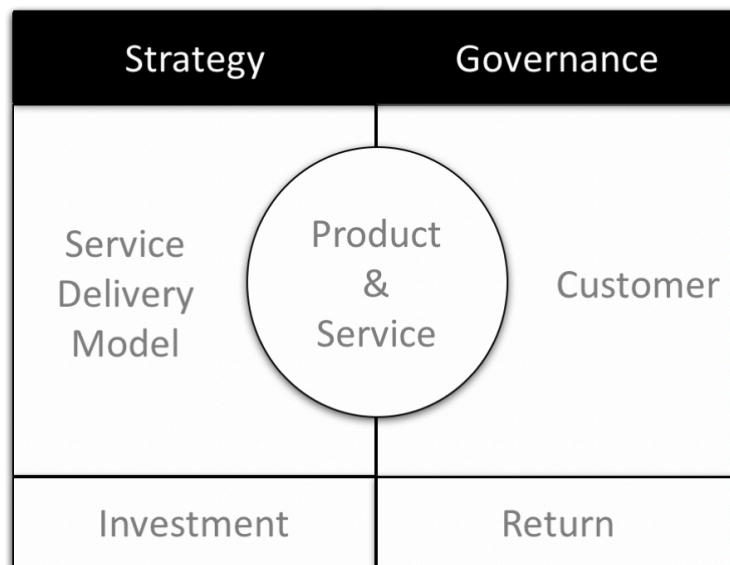 Strategy
Governance
Service
Delivery
Model
Product
&
Service
Customer
Investment
Return